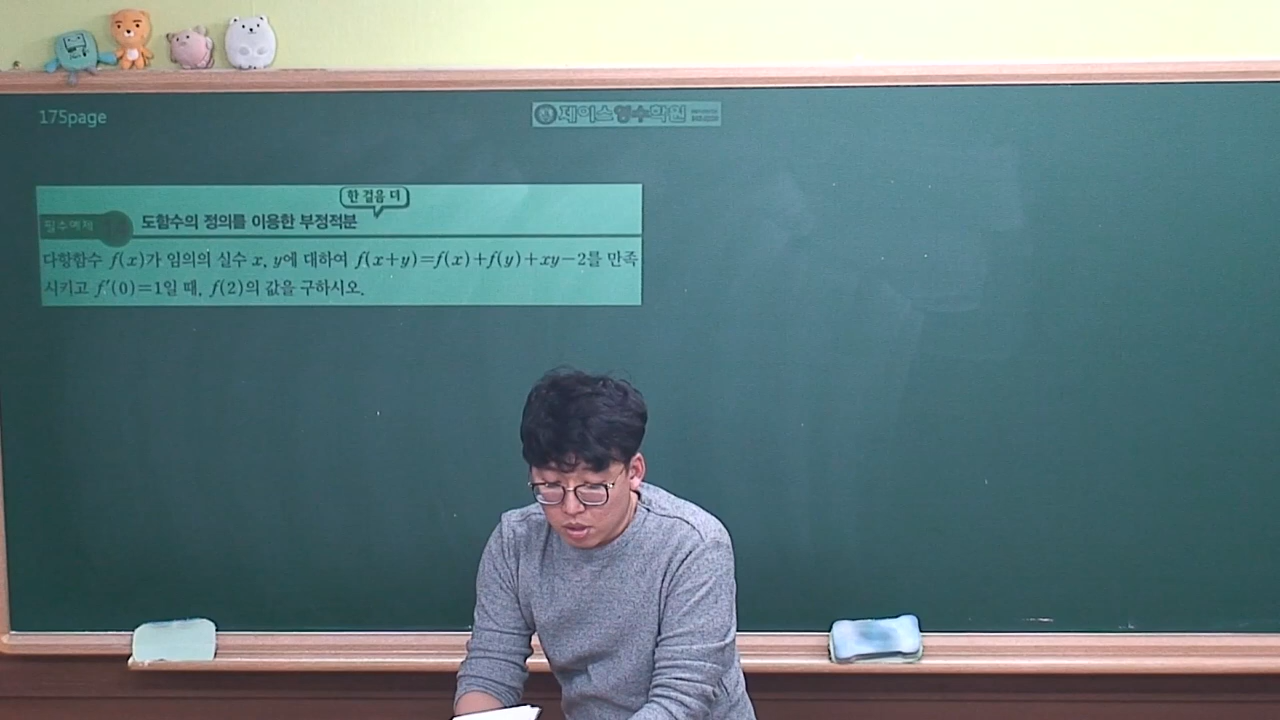 175page
제이스영수학원
한 걸음 더
필수예제
도함수의 정의를 이용한 부정적분
다항함수 f(x)가 임의의 실수 x, y에 대하여 f(x+y)=f(x)+f(y)+xy-2를 만족
시키고 f'(0)=1일 때, f(2)의 값을 구하시오.